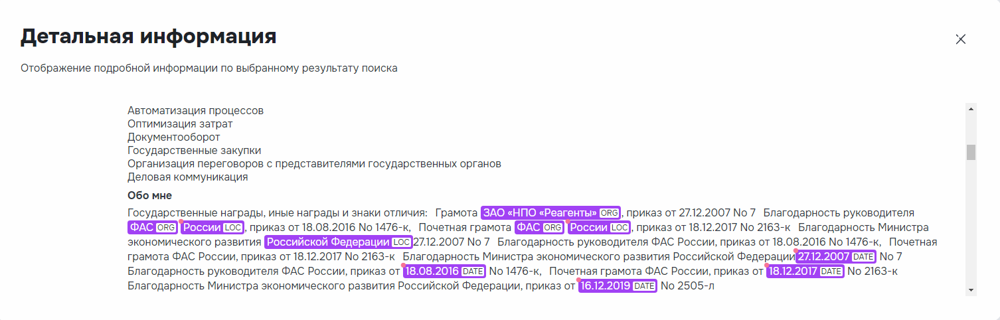 Детальная информация
Отображение подробной информации по выбранному результату поиска
Автоматизация процессов
Оптимизация затрат
Документооборот
Государственные закупки
Организация переговоров с представителями государственных органов
Деловая коммуникация
Обо мне
Государственные награды, иные награды и знаки отличия: Грамота ЗАО «НПО «Реагенты» ORG, приказ от 27.12.2007 No 7 Благодарность руководителя
ФАС ORG России LOC, приказ от 18.08.2016 No 1476-к, Почетная грамота ФАС ORG России LOC, приказ от 18.12.2017 No 2163-к Благодарность Министра
экономического развития Российской Федерации LOC 27.12.2007 No 7 Благодарность руководителя ФАС России, приказ от 18.08.2016 No 1476-к, Почетная
грамота ФАС России, приказ от 18.12.2017 No 2163-к Благодарность Министра экономического развития Российской Федерации 27.12.2007 DATE No 7
Благодарность руководителя ФАС России, приказ от 18.08.2016 DATE No 1476-к, Почетная грамота ФАС России, приказ от 18.12.2017 DATE No 2163-к
Благодарность Министра экономического развития Российской Федерации, приказ от 16.12.2019 DATE No 2505-л